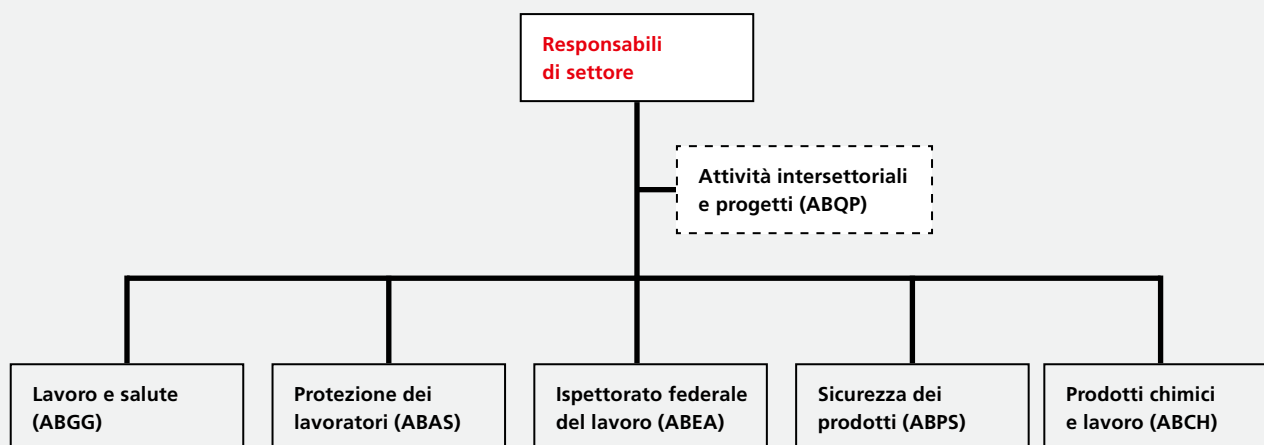 Responsabili
di settore
Attività intersettoriali
e progetti (ABQP)
Lavoro e salute
(ABGG)
Protezione dei
lavoratori (ABAS)
Ispettorato federale
del lavoro (ABEA)
Sicurezza dei
prodotti (ABPS)
Prodotti chimici
e lavoro (ABCH)